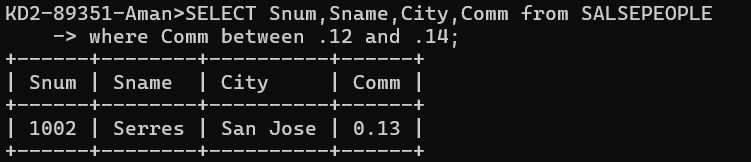 KD2-89351-Aman>SELECT Snum,Sname,City,Comm from SALSEPEOPLE
    -> where Comm between .12 and .14;
+------+--------+----------+------+
| Snum | Sname  | City     | Comm |
+------+--------+----------+------+
| 1002 | Serres | San Jose | 0.13 |
+------+--------+----------+------+